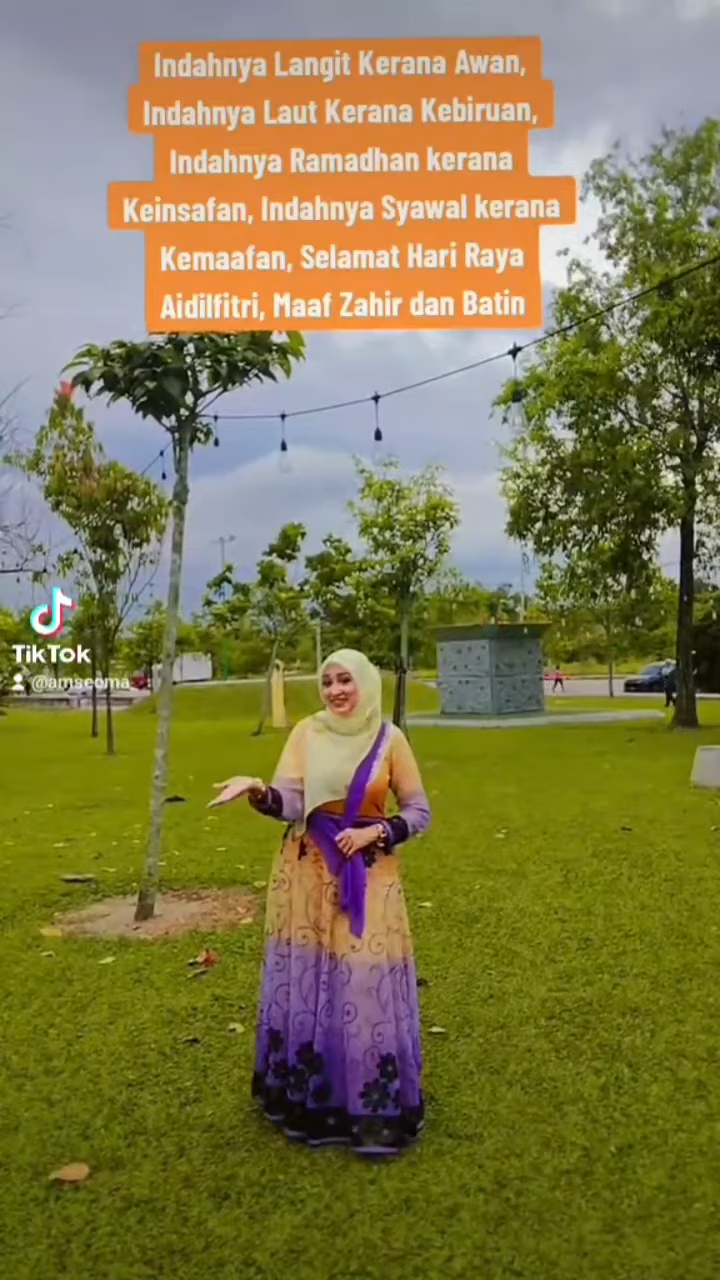 Indahnya Langit Kerana Awan,
Indahnya Laut Kerana Kebiruan,
Indahnya Ramadhan kerana
Keinsafan, Indahnya Syawal kerana
Kemaafan, Selamat Hari Raya
Aidilfitri, Maaf Zahir dan Batin
TikTok
@amseoma